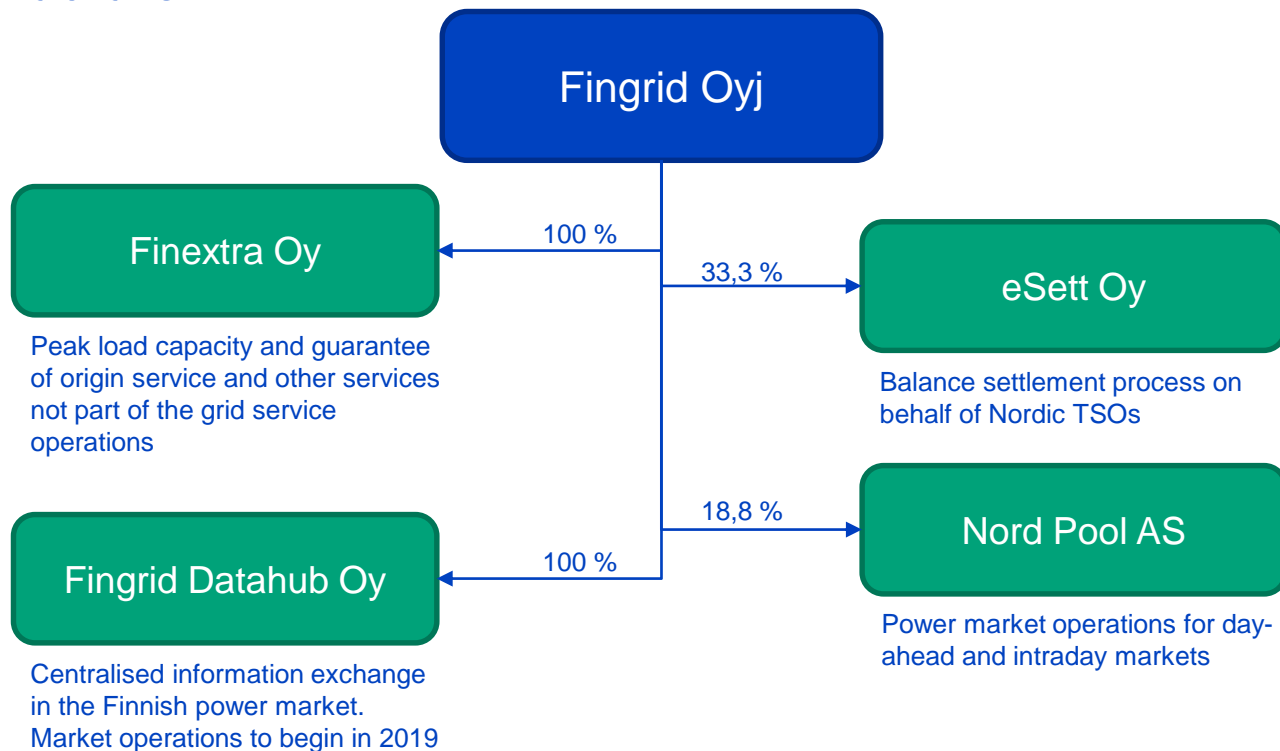 Fingrid Oyj
100 %
Finextra Oy
33,3 %
eSett Oy
Peak load capacity and guarantee
of origin service and other services
not part of the grid service
operations
Balance settlement process on
behalf of Nordic TSOs
18,8 %
Nord Pool AS
100 %
Fingrid Datahub Oy
Power market operations for day-
ahead and intraday markets
Centralised information exchange
in the Finnish power market.
Market operations to begin in 2019